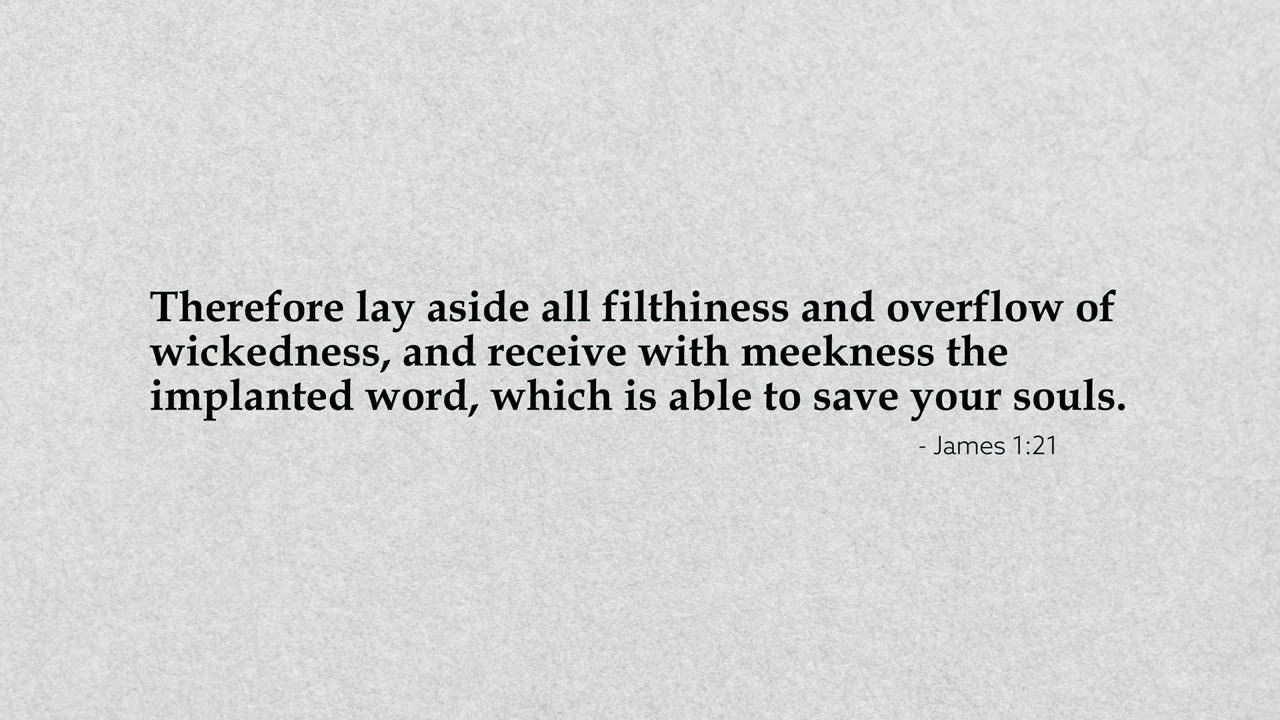 Therefore lay aside all filthiness and overflow of
wickedness, and receive with meekness the
implanted word, which is able to save your souls.
- James 1:21